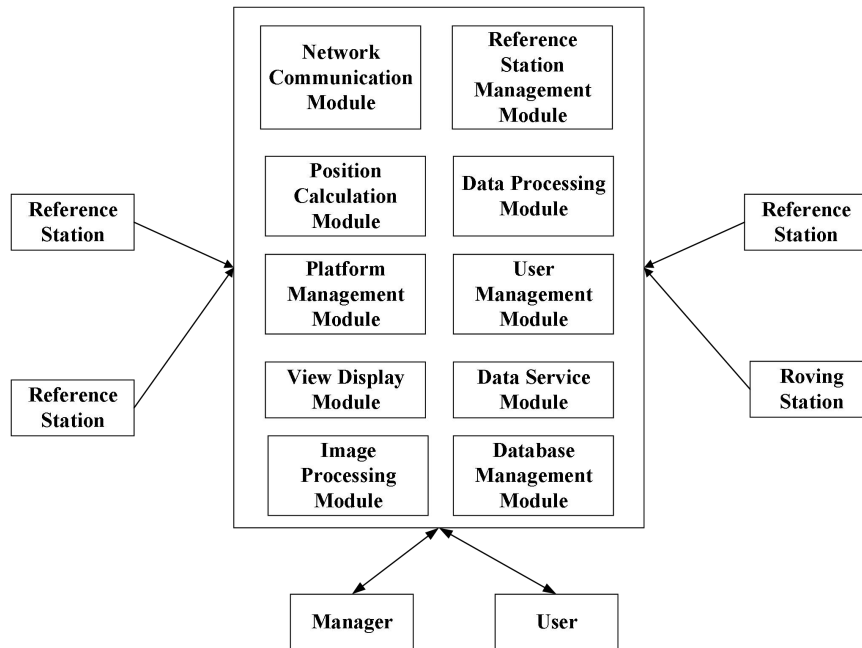 Network
Communication
Module
Reference
Station
Management
Module
Position
Calculation
Module
Data Processing
Module
Reference
Station
Reference
Station
Platform
Management
Module
User
Management
Module
View Display
Module
Data Service
Module
Reference
Station
Roving
Station
Image
Processing
Module
Database
Management
Module
Manager
User